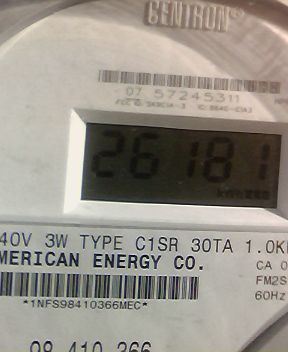 CENTRON®
07 57245311
26181
40V 3W TYPE C1SR 30TA 1.0K
MERICAN ENERGY CO.
CA 0
FM2S
*1NFS98410366MEC*
60Hz
98 410 366